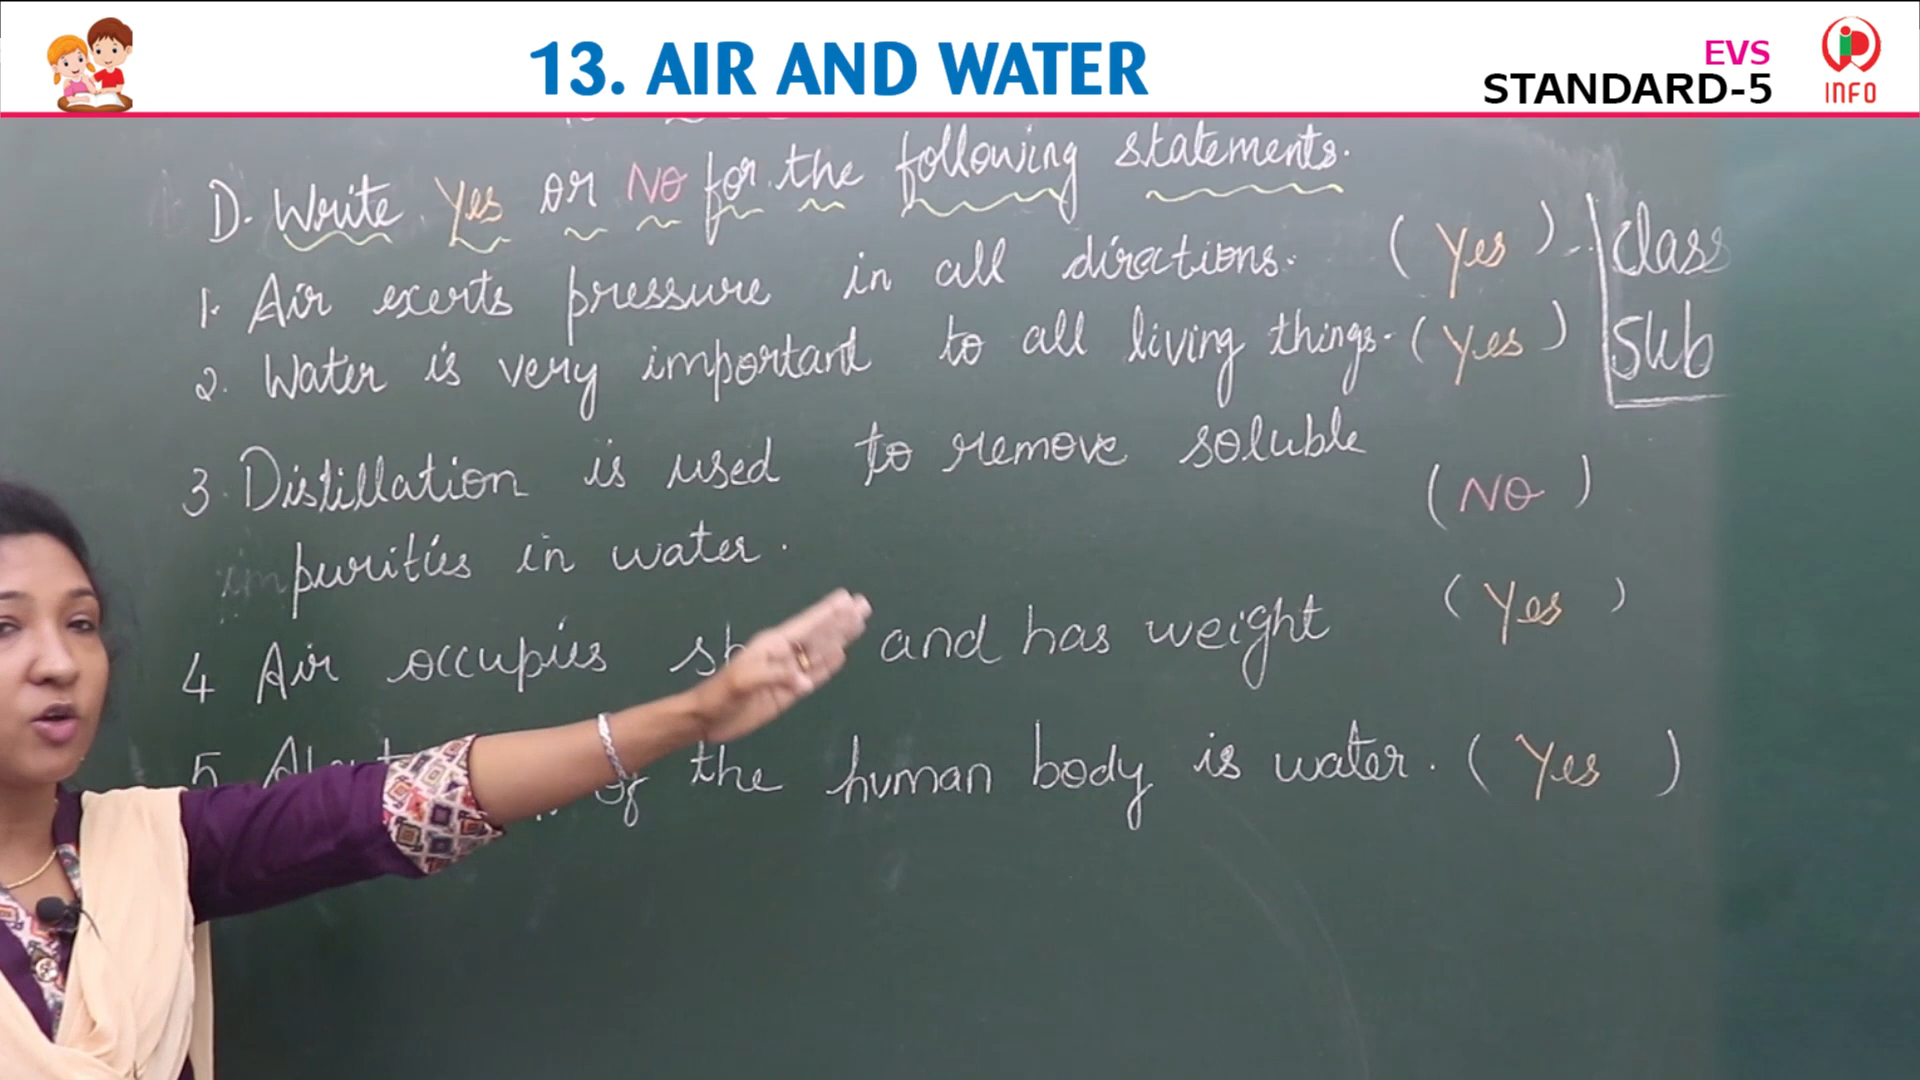 13. AIR AND WATER
EVS
STANDARD-5
INFO
D. Write Yes or No for the following statements.
1. Air exerts pressure in all directions. (Yes)
2. Water is very important to all living things. (Yes)
class
Sub
3. Distillation is used to remove soluble
impurities in water. (NO)
4 Air occupies and has weight (Yes)
5 of the human body is water. (Yes)